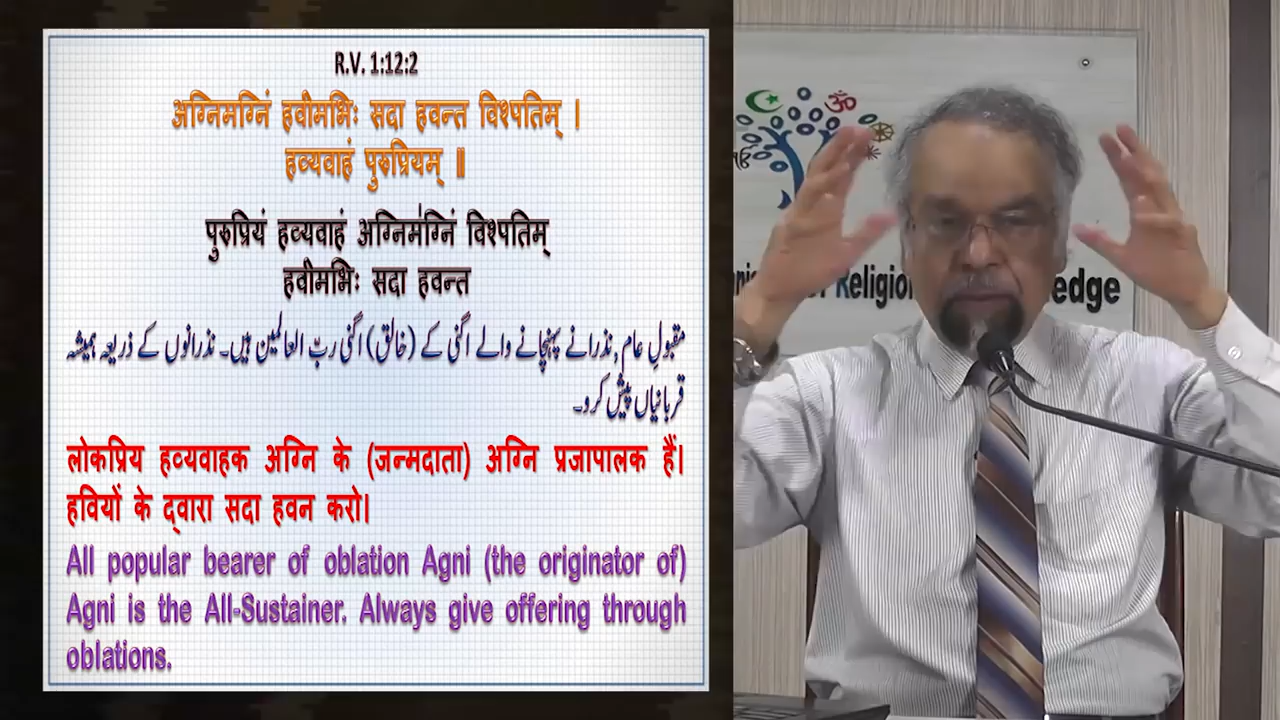 R.V. 1:12:2
अग्निमग्निं हवीमभिः सदा हवन्त विश्पतिम् ।
हव्यवाहं पुरुप्रियम् ॥
पुरुप्रियं हव्यवाहं अग्निम॑ग्निं विश्पतिम्
हवीमभिः सदा हवन्त
مقبولِ عام, نذرانے پہنچانے والے اگنی کے (خالق) اگنی ربّ العالمین ہیں۔ نذرانوں کے ذریعہ ہمیشہ
قربانیاں پیش کرو۔
लोकप्रिय हव्यवाहक अग्नि के (जन्मदाता) अग्नि प्रजापालक हैं।
हवियों के द्वारा सदा हवन करो।
All popular bearer of oblation Agni (the originator of)
Agni is the All-Sustainer. Always give offering through
oblations.
ॐ
Religion
edge